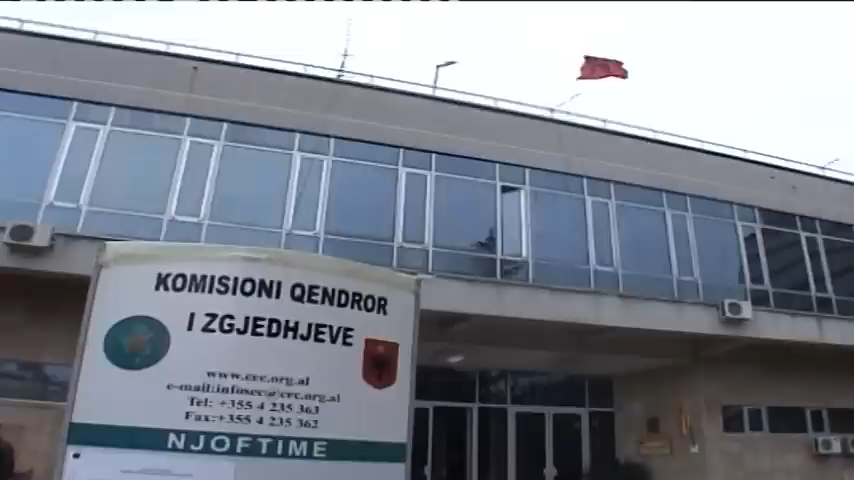 KOMISIONI QENDROR
I ZGJEDHJEVE
www.cec.org.al
e-mail:infosec@cec.org.al
Tel: +355 4 235 363
Fax:+355 4 235 362
NJOFTIME